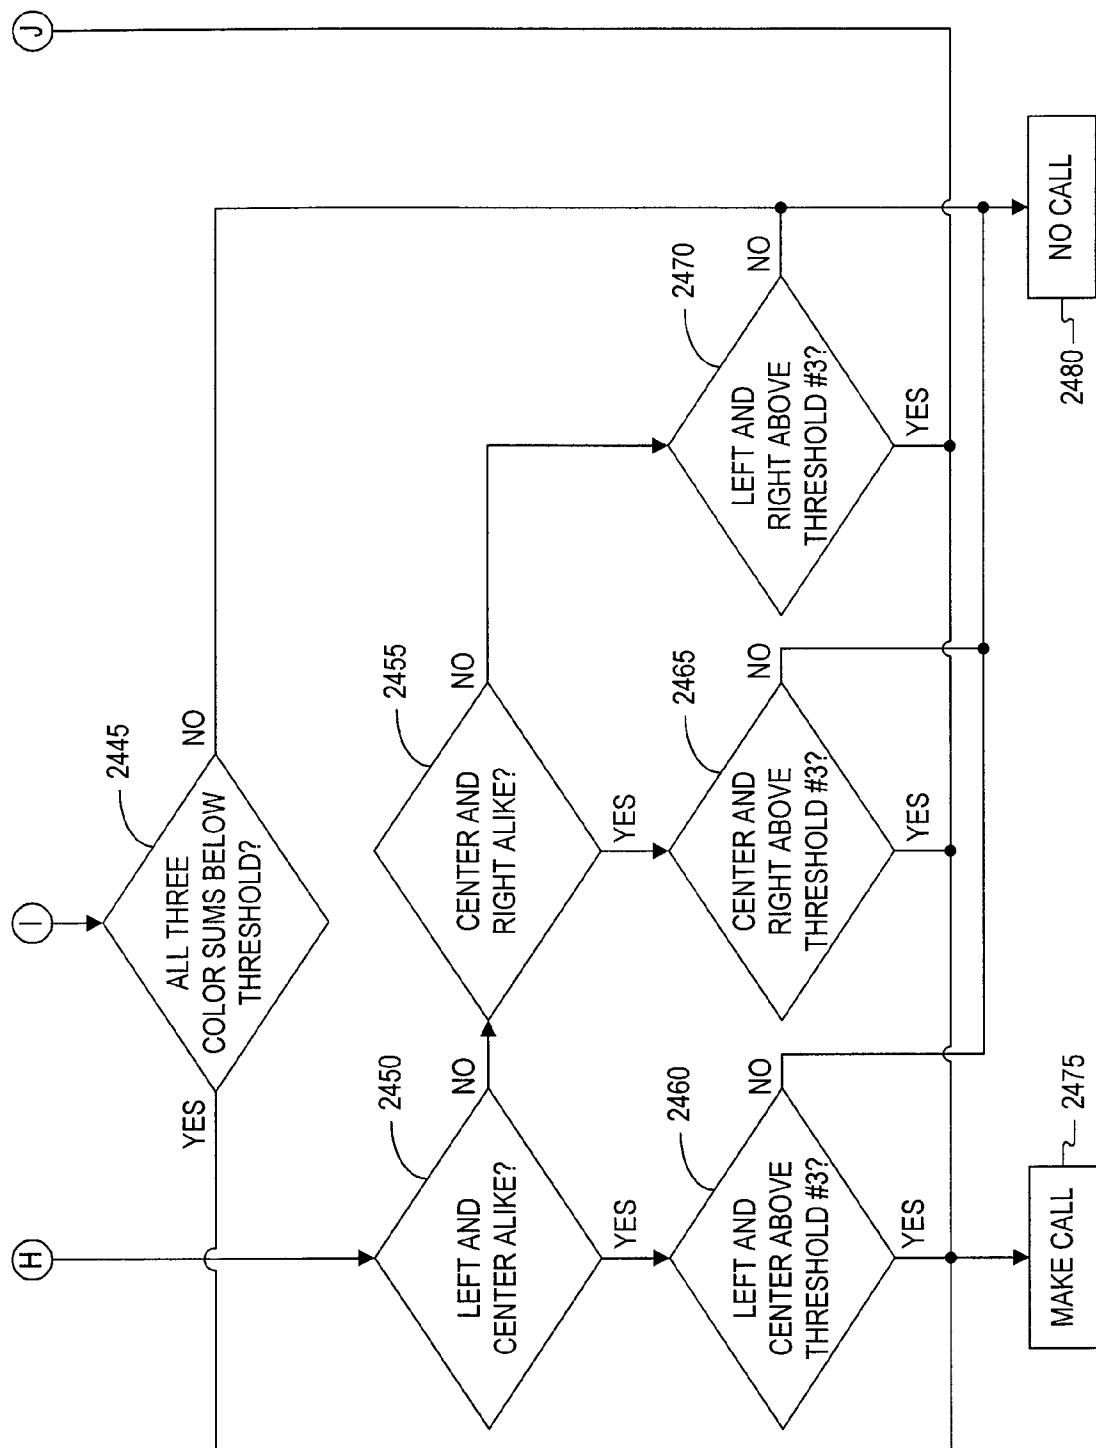 H
I
J
ALL THREE
COLOR SUMS BELOW
THRESHOLD?
2445
YES
NO
LEFT AND
CENTER ALIKE?
2450
NO
YES
CENTER AND
RIGHT ALIKE?
2455
NO
YES
LEFT AND
CENTER ABOVE
THRESHOLD #3?
2460
NO
YES
CENTER AND
RIGHT ABOVE
THRESHOLD #3?
2465
NO
YES
LEFT AND
RIGHT ABOVE
THRESHOLD #3?
2470
NO
YES
MAKE CALL
2475
NO CALL
2480